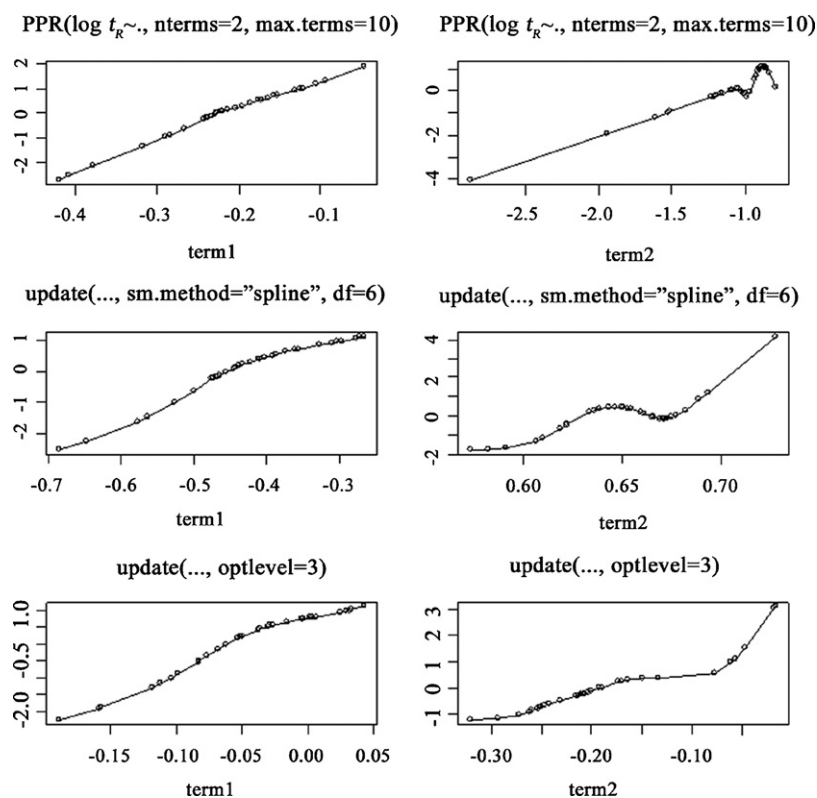 PPR(log t_R~., nterms=2, max.terms=10)
PPR(log t_R~., nterms=2, max.terms=10)
2
1
0
-1
-2
-0.4 -0.3 -0.2 -0.1
term1
0
-2
-4
-2.5 -2.0 -1.5 -1.0
term2
update(..., sm.method=”spline”, df=6)
update(..., sm.method=”spline”, df=6)
1
0
-1
-2
-0.7 -0.6 -0.5 -0.4 -0.3
term1
4
2
0
-2
0.60 0.65 0.70
term2
update(..., optlevel=3)
update(..., optlevel=3)
1.0
-0.5
-2.0
-0.15 -0.10 -0.05 0.00 0.05
term1
2 3
1
0
-1
-0.30 -0.20 -0.10
term2